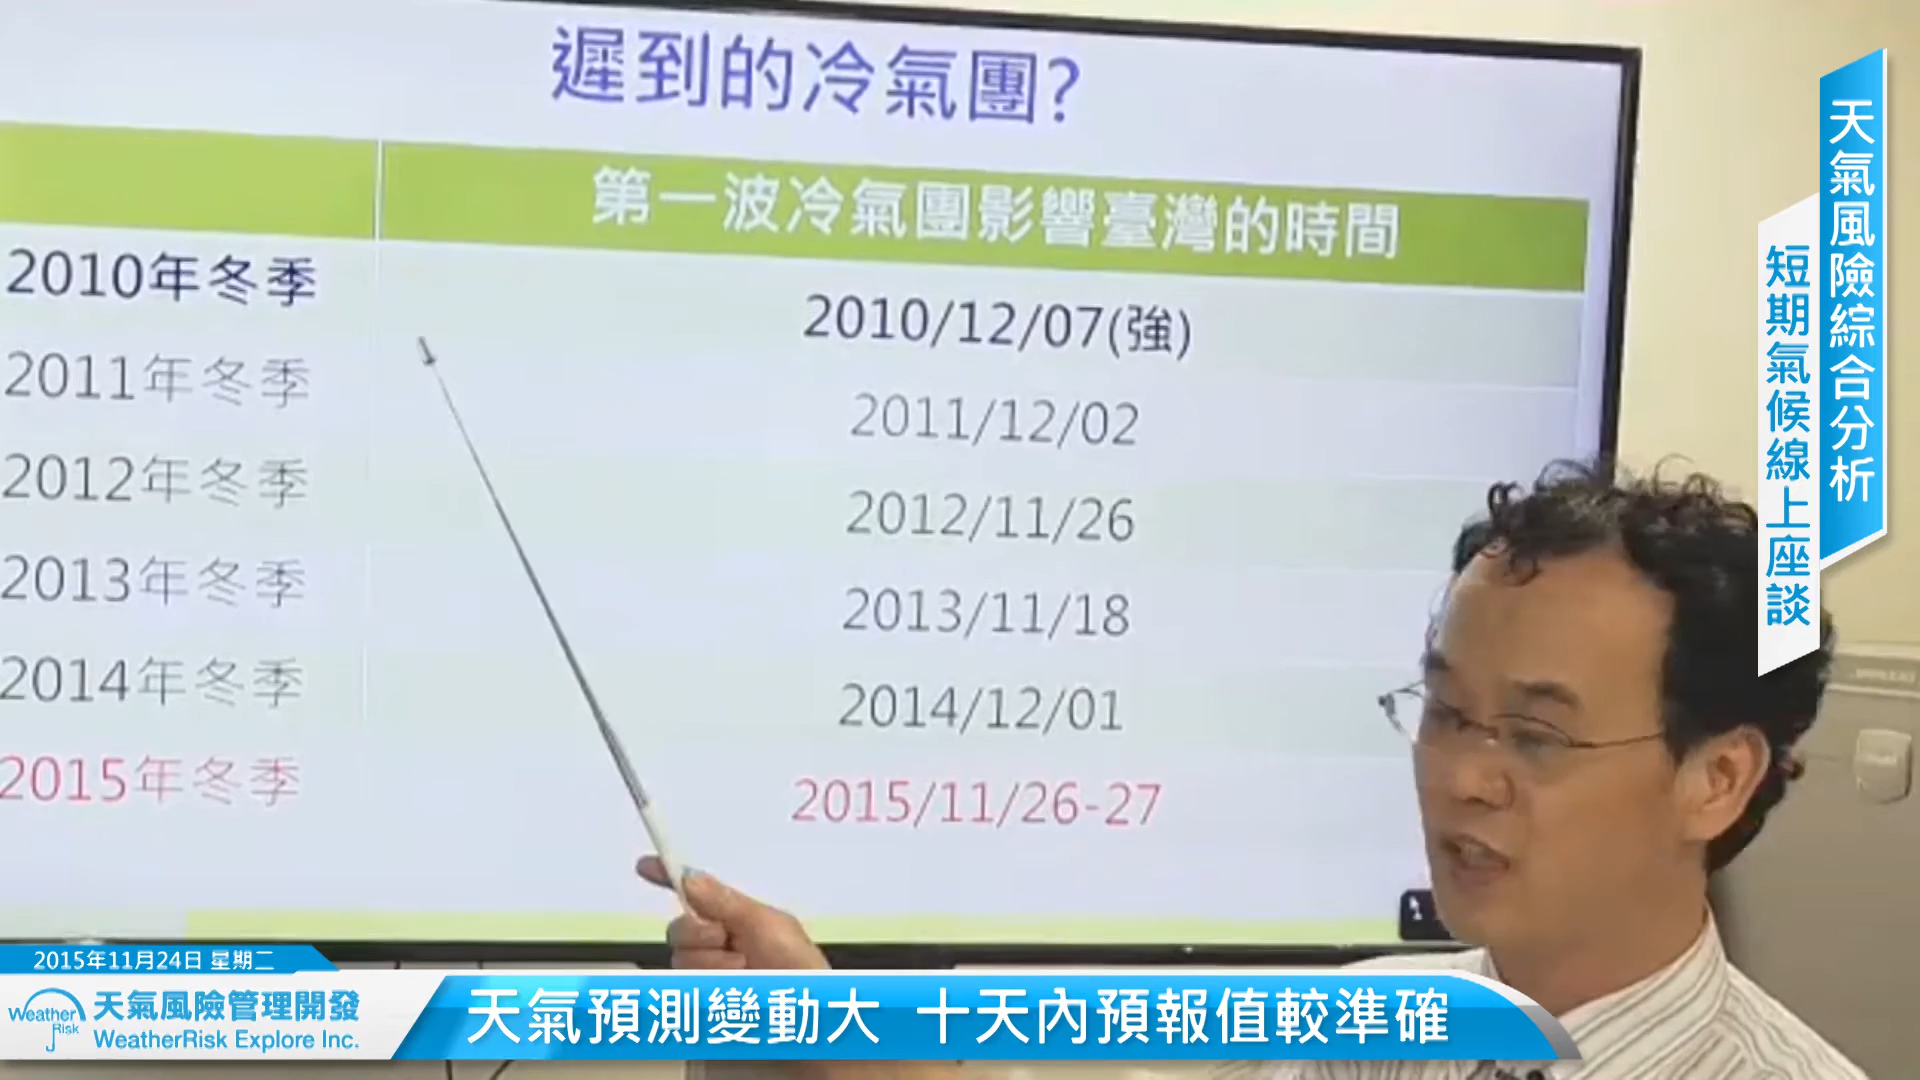 遲到的冷氣團?
第一波冷氣團影響臺灣的時間
2010年冬季 2010/12/07(強)
2011年冬季 2011/12/02
2012年冬季 2012/11/26
2013年冬季 2013/11/18
2014年冬季 2014/12/01
2015年冬季 2015/11/26-27
天氣風險綜合分析
短期氣候線上座談
2015年11月24日 星期二
Weather
Risk
天氣風險管理開發
WeatherRisk Explore Inc.
天氣預測變動大 十天內預報值較準確